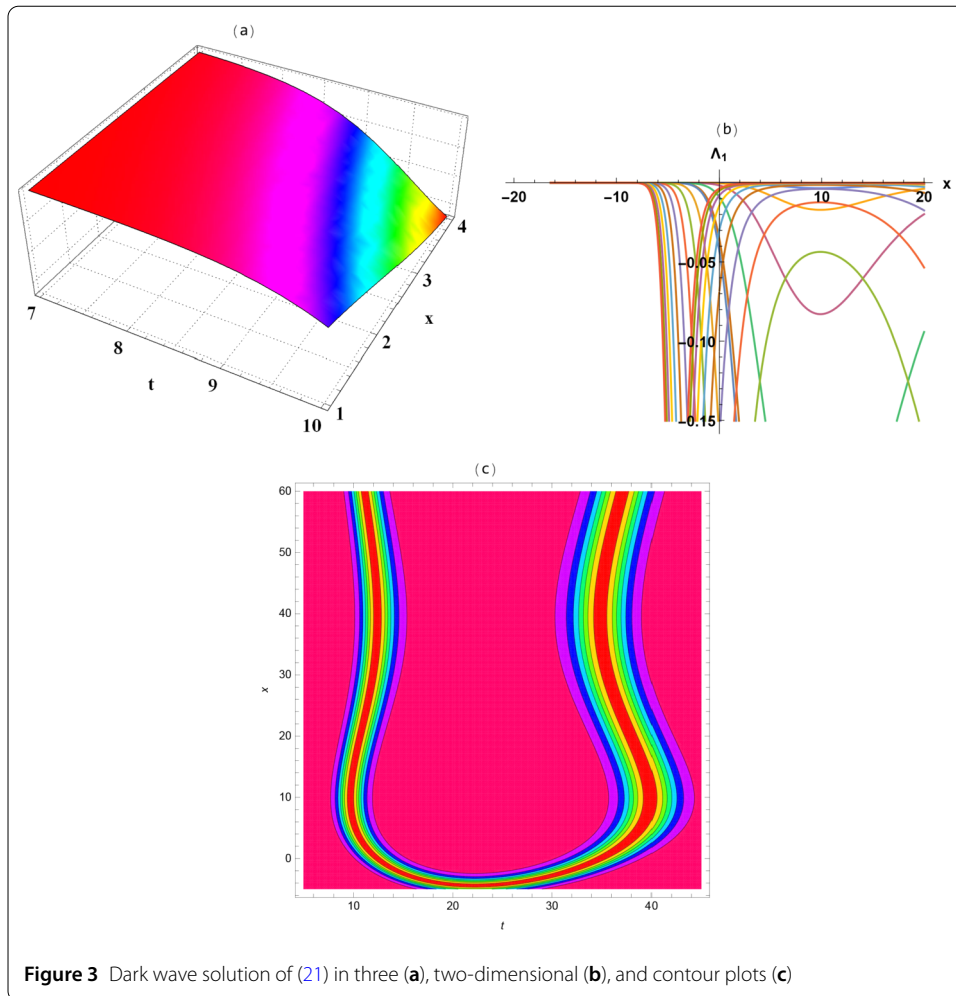 (a)
4
3
x
2
1
7
8
t
9
10
(b)
Λ1
x
−20
−10
10
20
−0.05
−0.10
−0.15
(c)
60
50
40
30
x
20
10
0
10
20
30
40
t
Figure 3 Dark wave solution of (21) in three (a), two-dimensional (b), and contour plots (c)